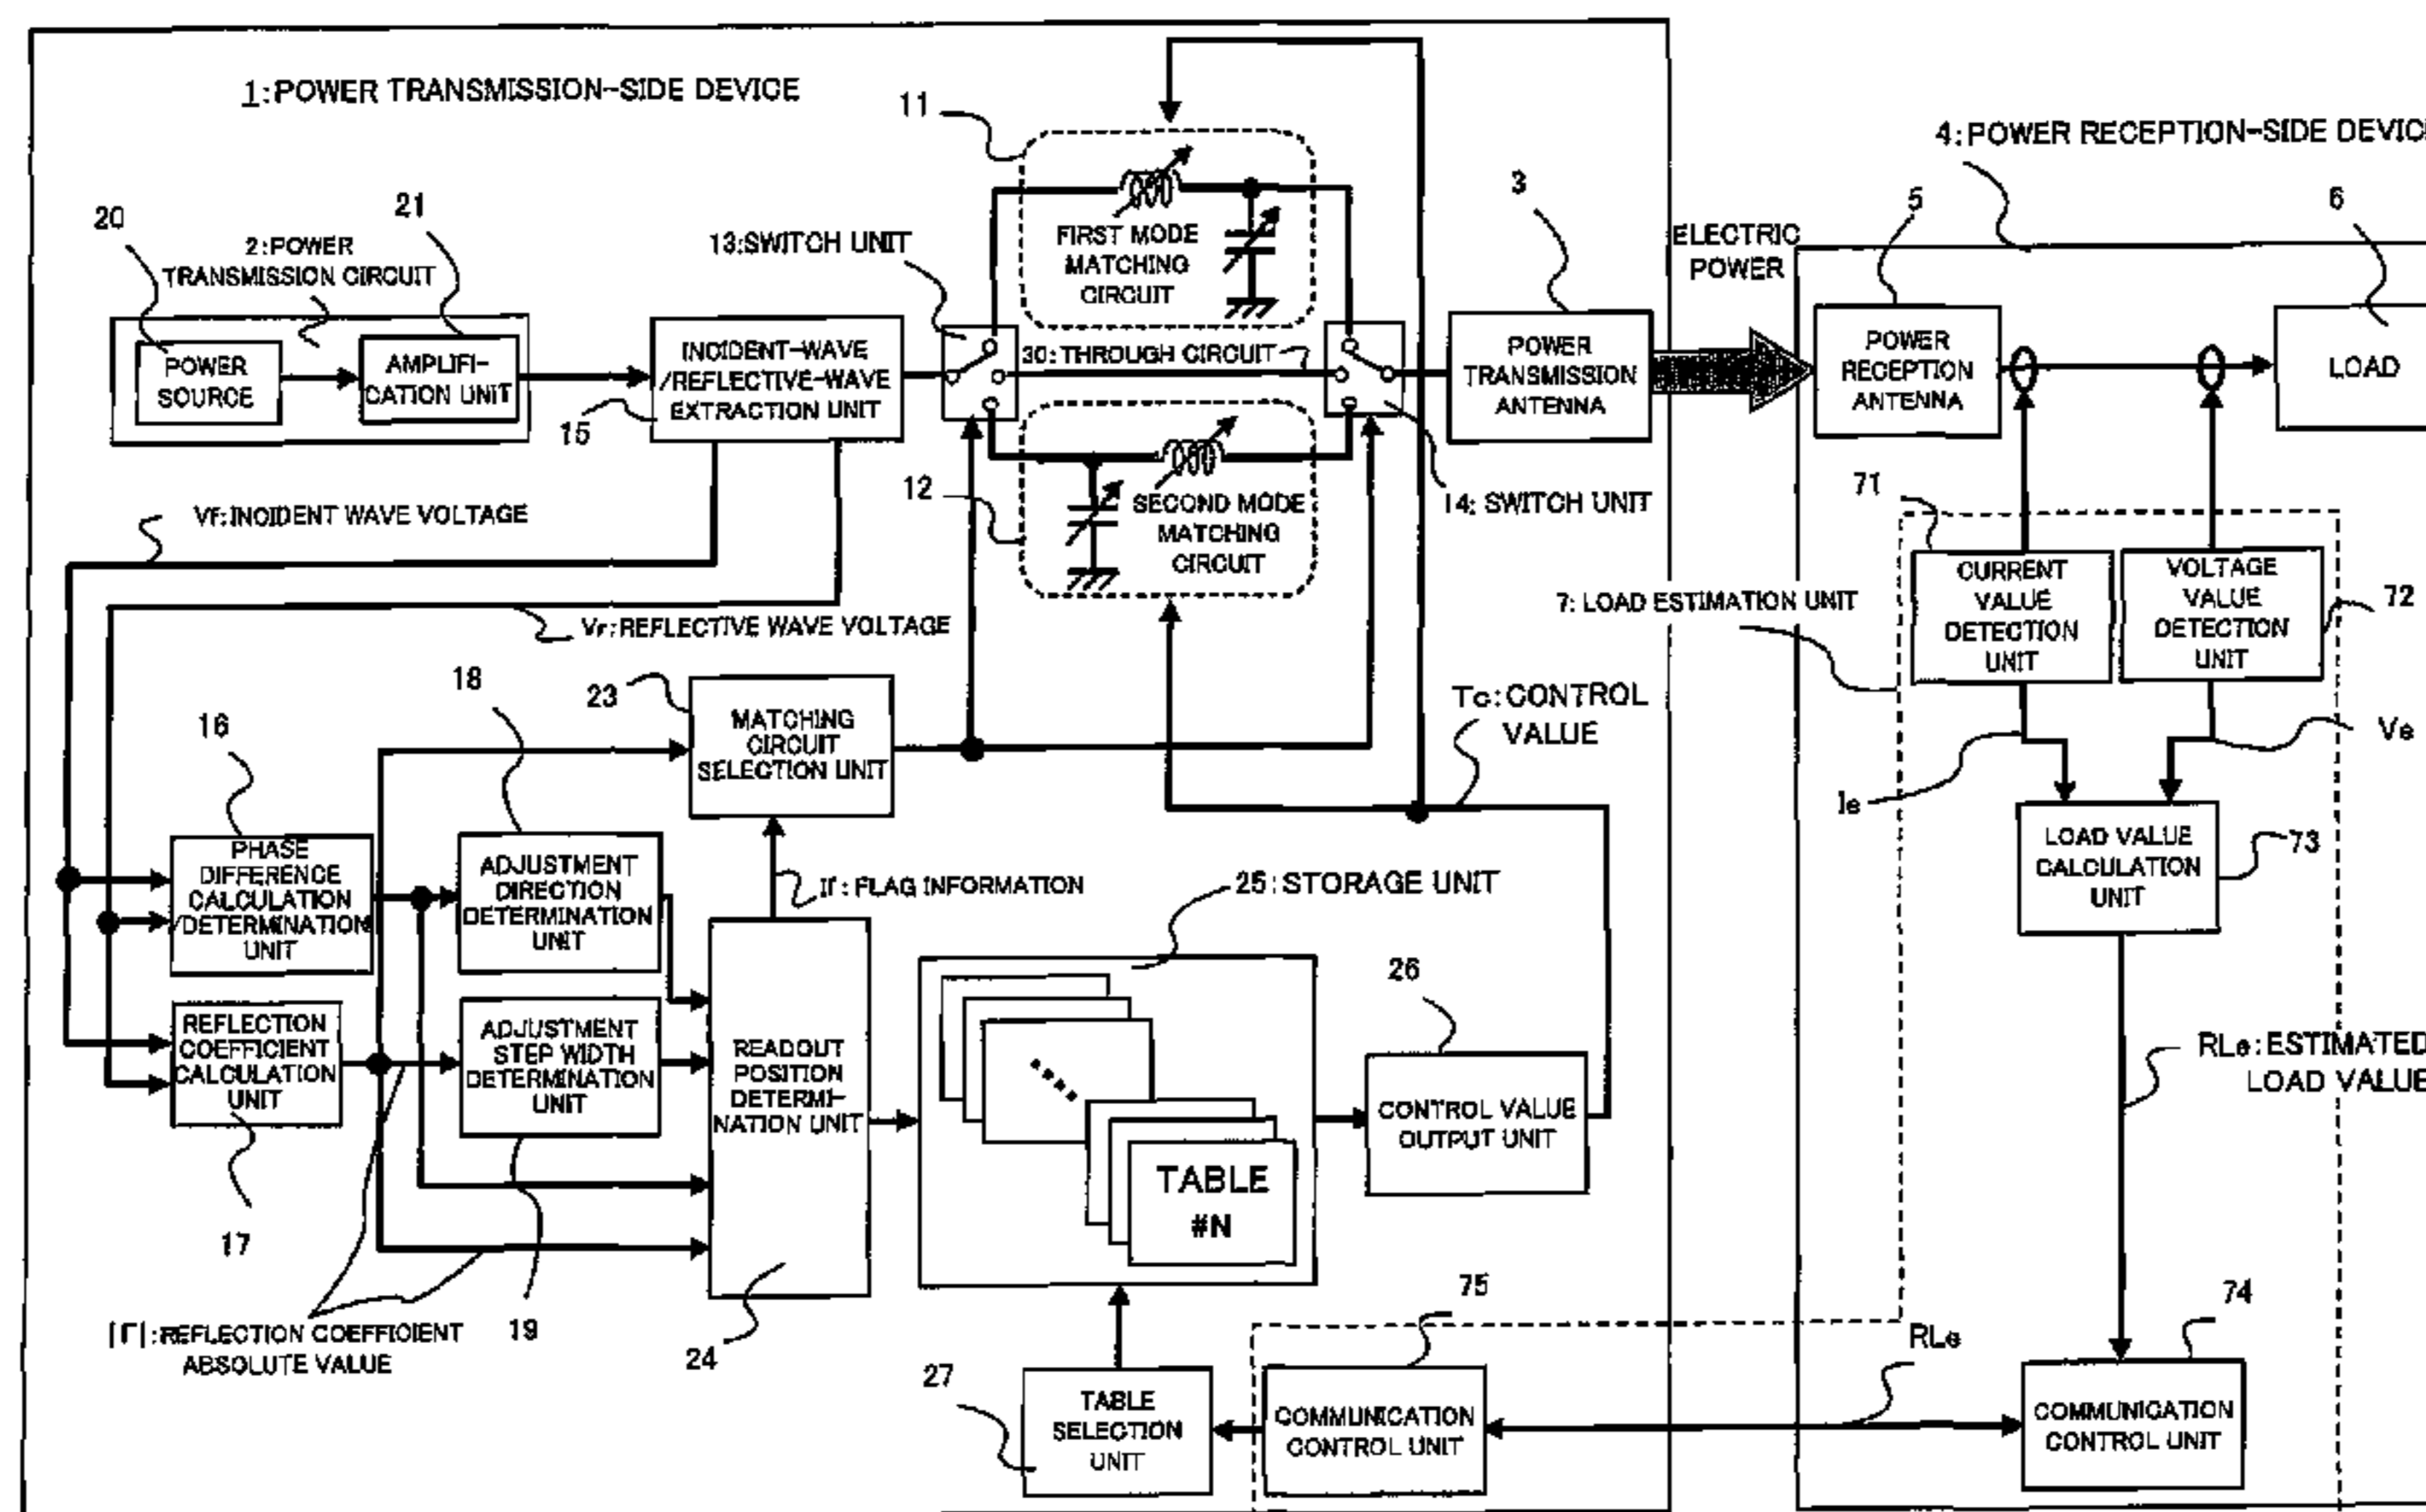 1:POWER TRANSMISSION-SIDE DEVICE
11
4:POWER RECEPTION-SIDE DEVIC
20
2:POWER
TRANSMISSION CIRCUIT
21
13:SWITCH UNIT
FIRST MODE
MATCHING
CIRCUIT
3
ELECTRIC
POWER
5
6
POWER
SOURCE
AMPLIFI-
CATION UNIT
INCIDENT-WAVE
/REFLECTIVE-WAVE
EXTRACTION UNIT
15
30:THROUGH CIRCUIT
POWER
TRANSMISSION
ANTENNA
POWER
RECEPTION
ANTENNA
LOAD
12
SECOND MODE
MATCHING
CIRCUIT
14: SWITCH UNIT
71
Vf:INCIDENT WAVE VOLTAGE
Vr:REFLECTIVE WAVE VOLTAGE
7: LOAD ESTIMATION UNIT
CURRENT
VALUE
DETECTION
UNIT
VOLTAGE
VALUE
DETECTION
UNIT
72
23
MATCHING
CIRCUIT
SELECTION UNIT
Tc:CONTROL
VALUE
Ie
Ve
16
18
PHASE
DIFFERENCE
CALCULATION
/DETERMINATION
UNIT
ADJUSTMENT
DIRECTION
DETERMINATION
UNIT
If: FLAG INFORMATION
25:STORAGE UNIT
LOAD VALUE
CALCULATION
UNIT
73
26
REFLECTION
COEFFICIENT
CALCULATION
UNIT
ADJUSTMENT
STEP WIDTH
DETERMINATION
UNIT
READOUT
POSITION
DETERMI-
NATION UNIT
TABLE
#N
CONTROL VALUE
OUTPUT UNIT
RLe:ESTIMATED
LOAD VALUE
17
19
24
|Γ|:REFLECTION COEFFICIENT
ABSOLUTE VALUE
75
74
RLe
27
TABLE
SELECTION
UNIT
COMMUNICATION
CONTROL UNIT
COMMUNICATION
CONTROL UNIT